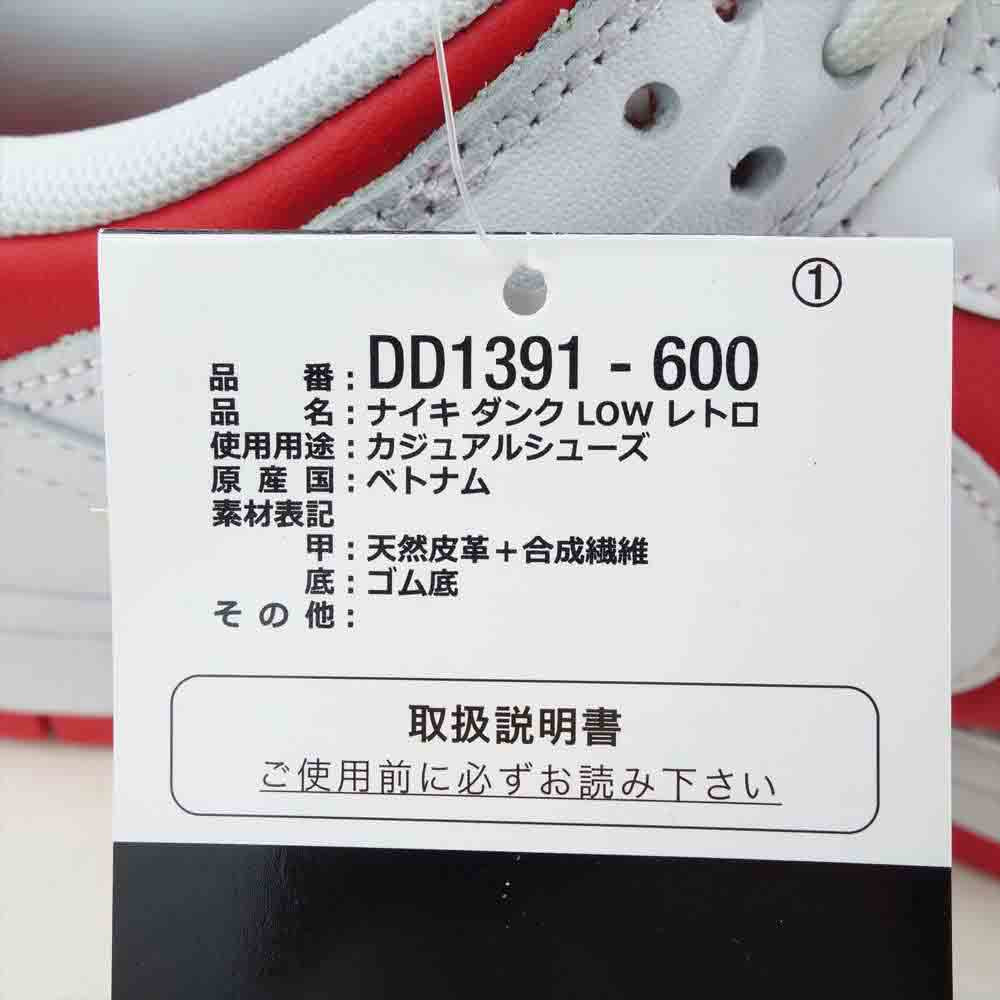 ①
品番：DD1391 - 600
品名：ナイキ ダンク LOW レトロ
使用用途：カジュアルシューズ
原産国：ベトナム
素材表記
甲：天然皮革＋合成繊維
底：ゴム底
その他：
取扱説明書
ご使用前に必ずお読み下さい